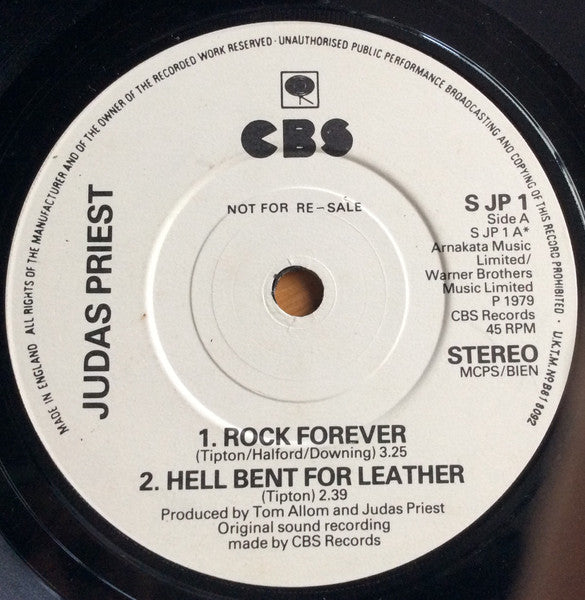 MADE IN ENGLAND · ALL RIGHTS OF THE MANUFACTURER AND OF THE OWNER OF THE RECORDED WORK RESERVED · UNAUTHORISED PUBLIC PERFORMANCE BROADCASTING AND COPYING OF THIS RECORD PROHIBITED · U.K.T.M. Nº B818092
CBS
NOT FOR RE-SALE
JUDAS PRIEST
S JP 1
Side A
S JP 1 A*
Arnakata Music
Limited/
Warner Brothers
Music Limited
P 1979
CBS Records
45 RPM
STEREO
MCPS/BIEN
1. ROCK FOREVER
(Tipton/Halford/Downing) 3.25
2. HELL BENT FOR LEATHER
(Tipton) 2.39
Produced by Tom Allom and Judas Priest
Original sound recording
made by CBS Records